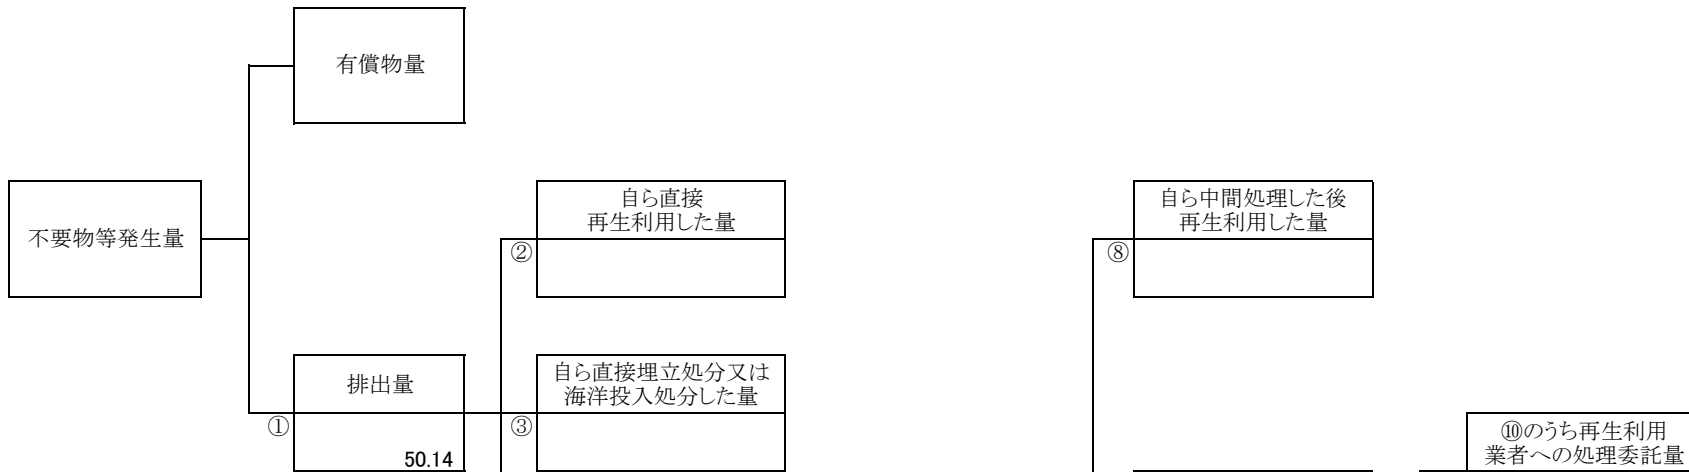 有償物量
不要物等発生量
自ら直接
再生利用した量
②
自ら中間処理した後
再生利用した量
⑧
排出量
①
50.14
自ら直接埋立処分又は
海洋投入処分した量
③
⑩のうち再生利用
業者への処理委託量